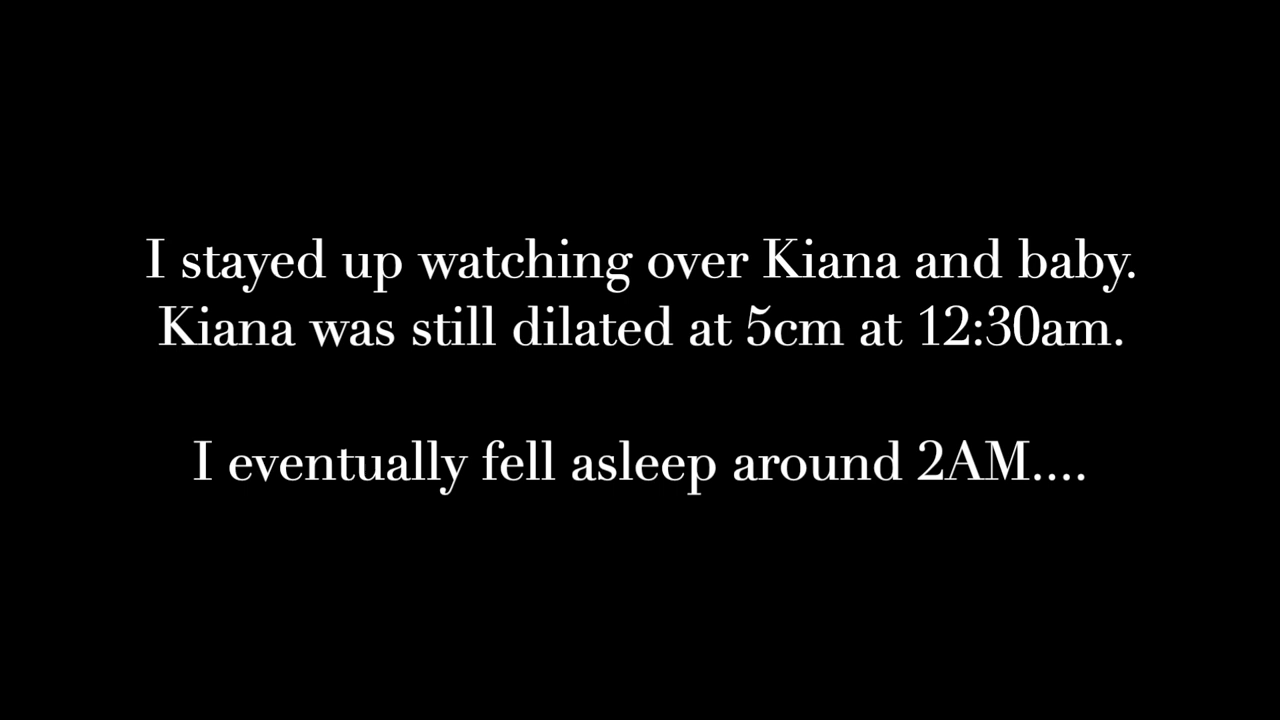 I stayed up watching over Kiana and baby.
Kiana was still dilated at 5cm at 12:30am.
I eventually fell asleep around 2AM....